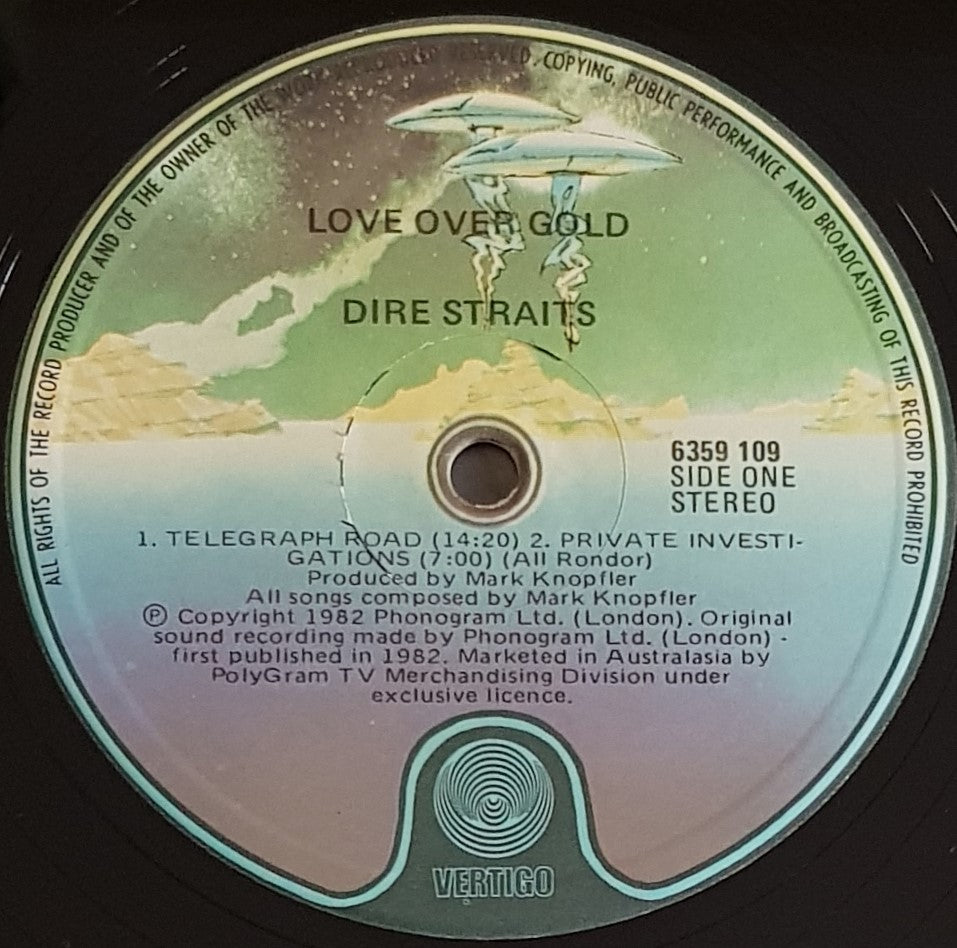 ALL RIGHTS OF THE RECORD PRODUCER AND OF THE OWNER OF THE WORK REPRODUCED RESERVED. COPYING, PUBLIC PERFORMANCE AND BROADCASTING OF THIS RECORD PROHIBITED
LOVE OVER GOLD
DIRE STRAITS
6359 109
SIDE ONE
STEREO
1. TELEGRAPH ROAD (14:20) 2. PRIVATE INVESTI-
GATIONS (7:00) (All Rondor)
Produced by Mark Knopfler
All songs composed by Mark Knopfler
Ⓟ Copyright 1982 Phonogram Ltd. (London). Original
sound recording made by Phonogram Ltd. (London) -
first published in 1982. Marketed in Australasia by
PolyGram TV Merchandising Division under
exclusive licence.
VERTIGO